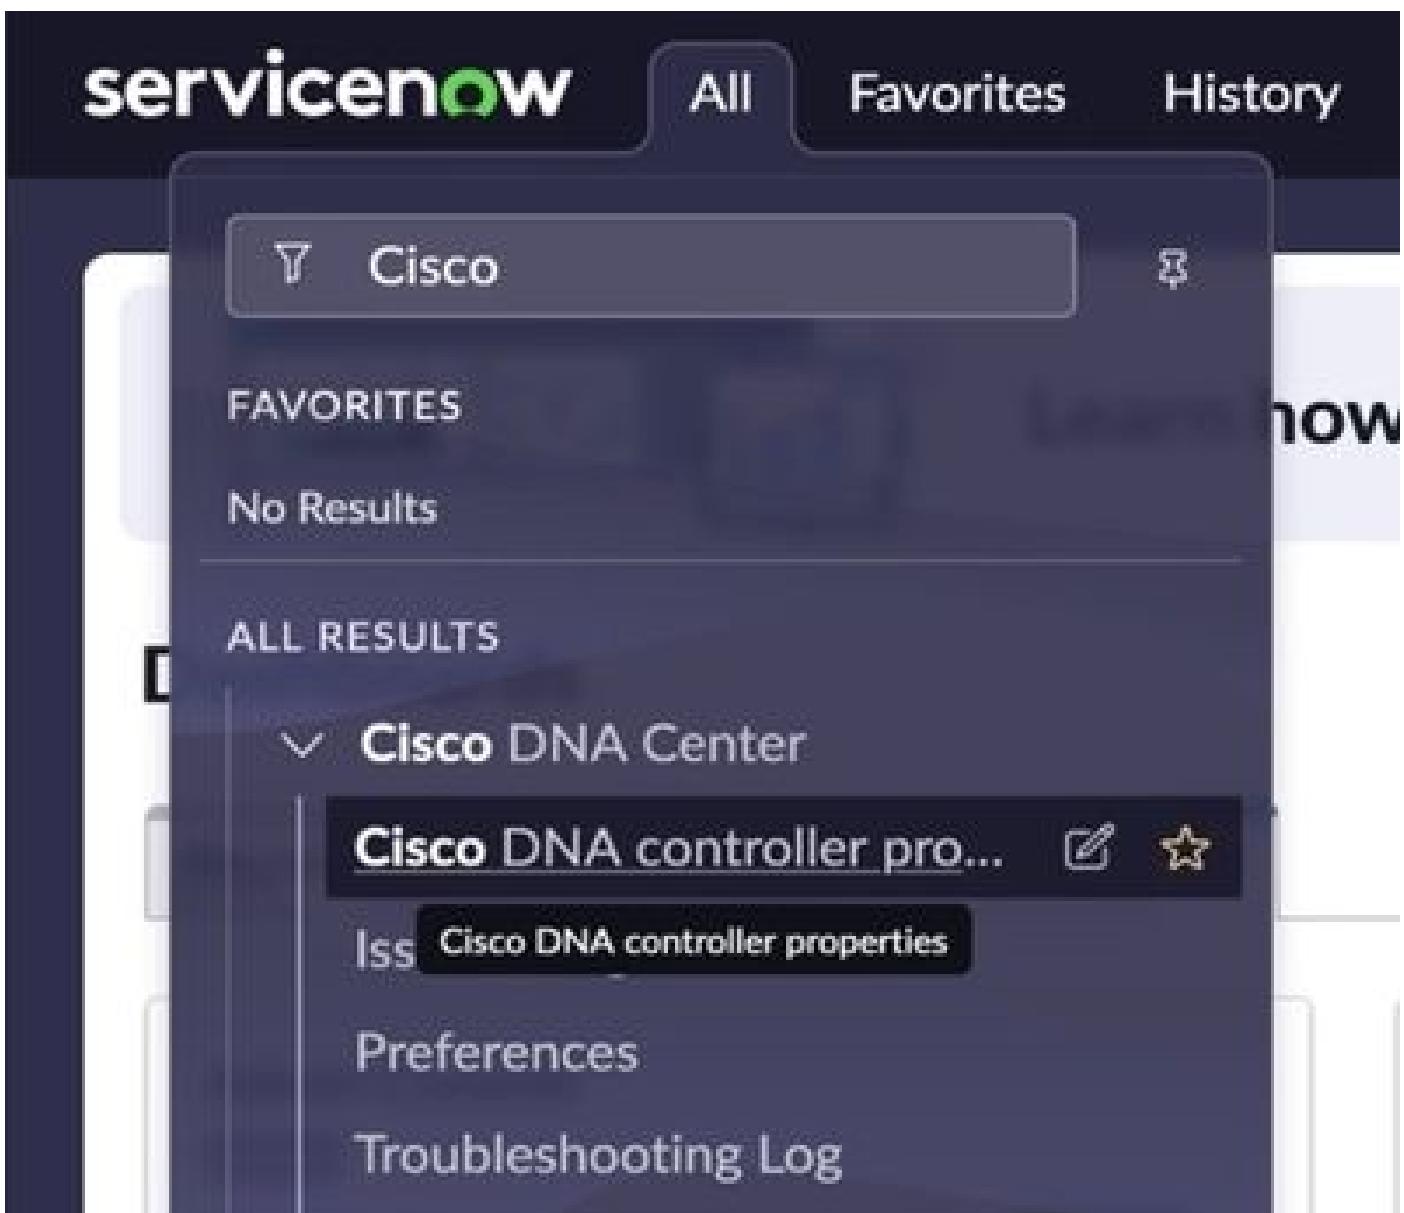 servicenow All Favorites History
Cisco
how
FAVORITES
No Results
ALL RESULTS
Cisco DNA Center
Cisco DNA controller pro...
Cisco DNA controller properties
Preferences
Troubleshooting Log